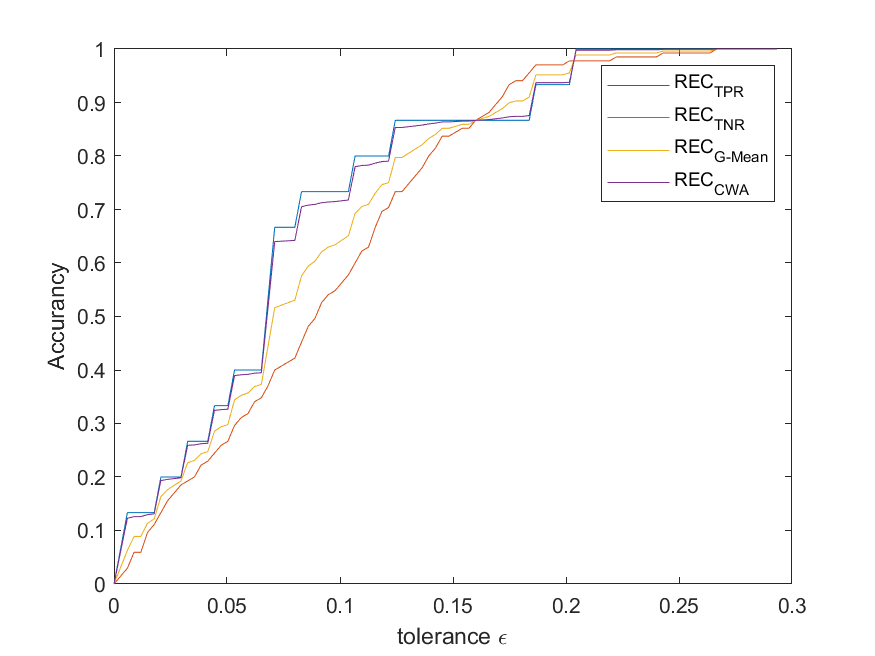 1
0.9
0.8
0.7
0.6
0.5
0.4
0.3
0.2
0.1
0
Accurancy
REC_TPR
REC_TNR
REC_G-Mean
REC_CWA
0 0.05 0.1 0.15 0.2 0.25 0.3
tolerance ϵ